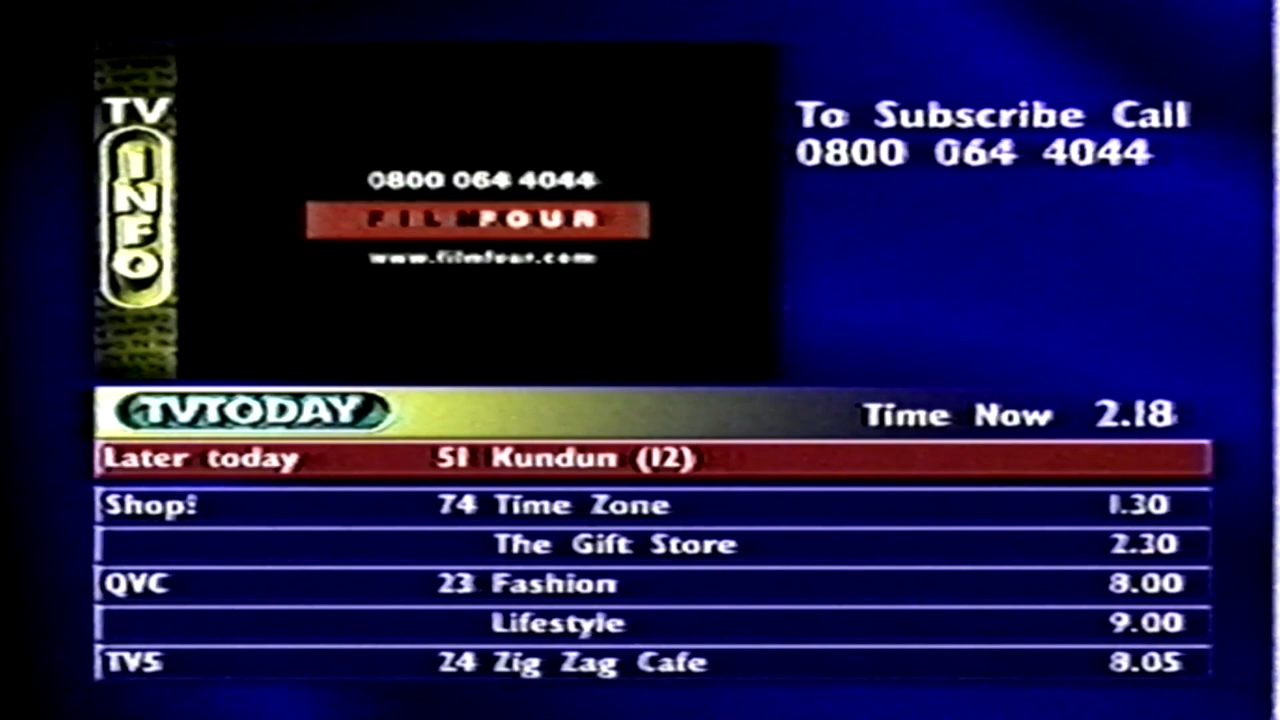 TV
INFO
To Subscribe Call
0800 064 4044
0800 064 4044
FILMFOUR
www.filmfour.com
TVTODAY
Time Now 2.18
Later today 51 Kundun (12)
Shop! 74 Time Zone 1.30
The Gift Store 2.30
QVC 23 Fashion 8.00
Lifestyle 9.00
TV5 24 Zig Zag Cafe 8.05